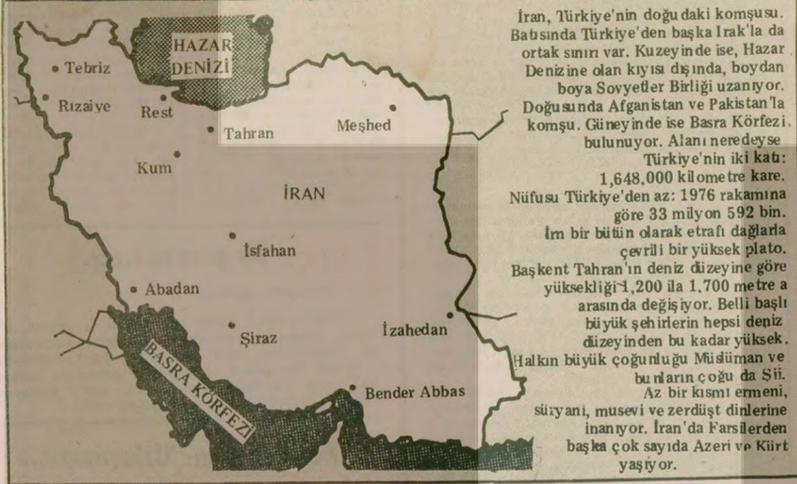 HAZAR
DENİZİ
Tebriz
Rızaiye
Rest
Tahran
Meşhed
Kum
İRAN
İsfahan
Abadan
Şiraz
İzahedan
BASRA KÖRFEZİ
Bender Abbas
İran, Türkiye'nin doğudaki komşusu.
Batısında Türkiye'den başka Irak'la da
ortak sınırı var. Kuzeyinde ise, Hazar
Denizine olan kıyısı dışında, boydan
boya Sovyetler Birliği uzanıyor.
Doğusunda Afganistan ve Pakistan'la
komşu. Güneyinde ise Basra Körfezi
bulunuyor. Alanı neredeyse
Türkiye'nin iki katı:
1,648,000 kilometre kare.
Nüfusu Türkiye'den az: 1976 rakamına
göre 33 milyon 592 bin.
bir bütün olarak etrafı dağlarla
çevrili bir yüksek plato.
Başkent Tahran'ın deniz düzeyine göre
yüksekliği 1,200 ila 1.700 metre a
arasında değişiyor. Belli başlı
büyük şehirlerin hepsi deniz
düzeyinden bu kadar yüksek.
Halkın büyük çoğunluğu Müslüman ve
bunların çoğu da Şii.
Az bir kısmı ermeni,
süryani, musevi ve zerdüşt dinlerine
inanıyor. İran'da Farsilerden
başka çok sayıda Azeri ve Kürt
yaşıyor.